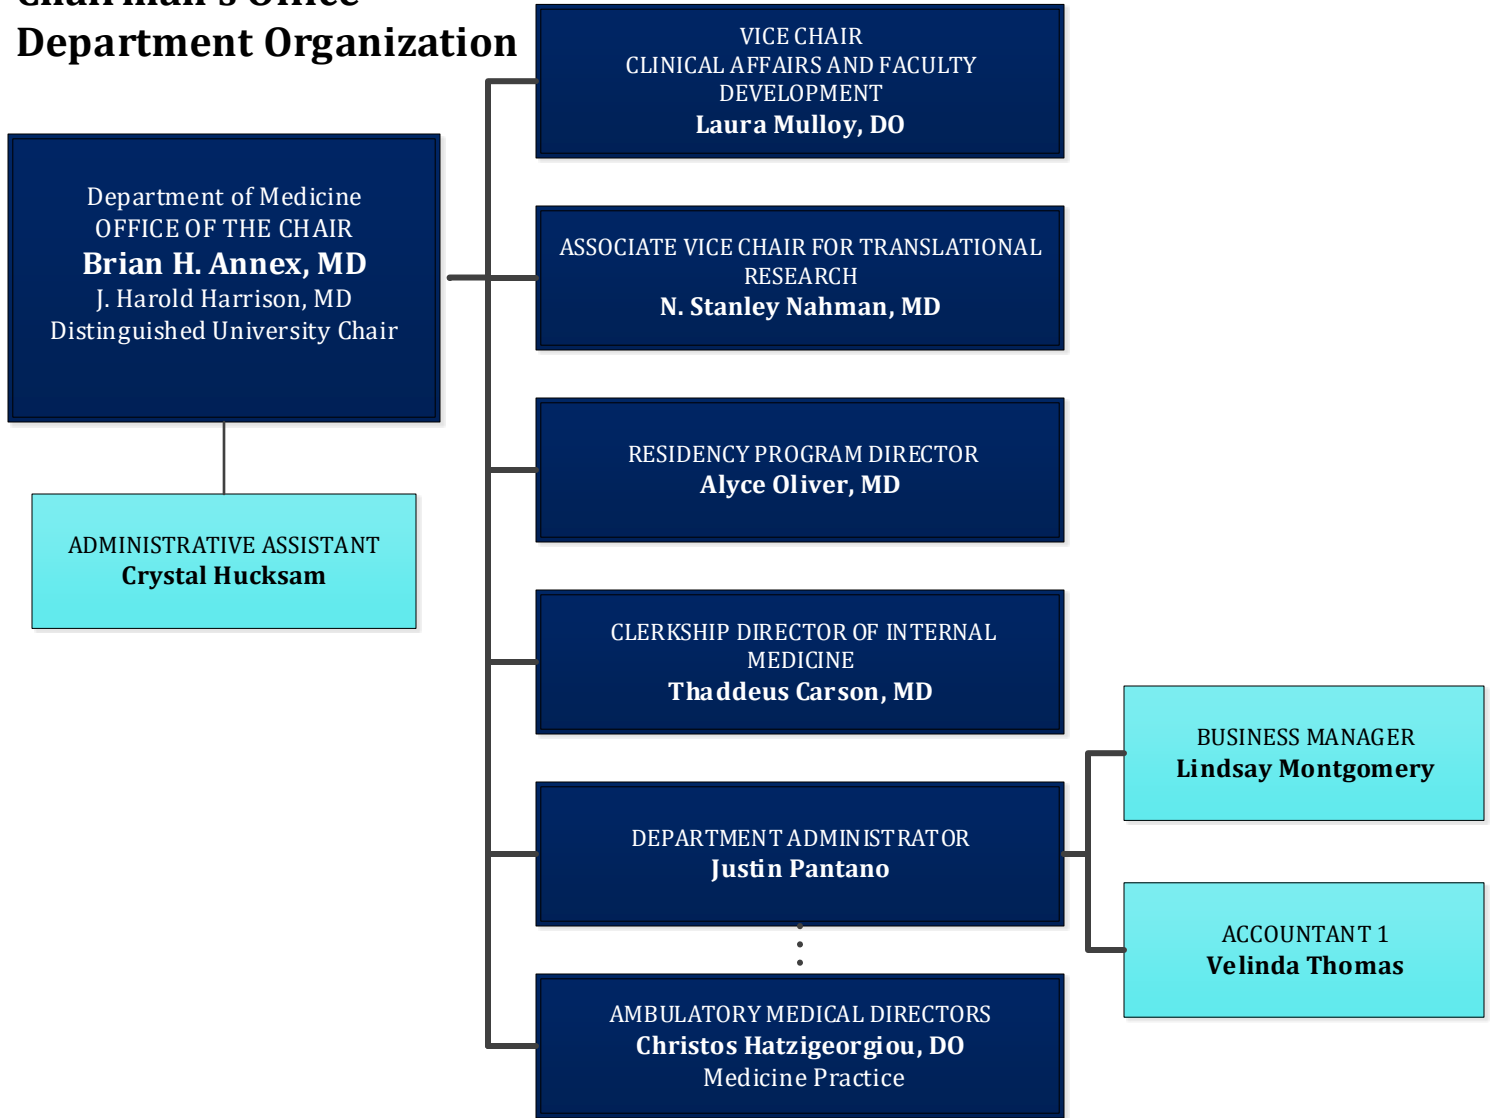 Chairman's Office
Department Organization
VICE CHAIR
CLINICAL AFFAIRS AND FACULTY
DEVELOPMENT
Laura Mulloy, DO
Department of Medicine
OFFICE OF THE CHAIR
Brian H. Annex, MD
J. Harold Harrison, MD
Distinguished University Chair
ASSOCIATE VICE CHAIR FOR TRANSLATIONAL
RESEARCH
N. Stanley Nahman, MD
RESIDENCY PROGRAM DIRECTOR
Alyce Oliver, MD
ADMINISTRATIVE ASSISTANT
Crystal Hucksam
CLERKSHIP DIRECTOR OF INTERNAL
MEDICINE
Thaddeus Carson, MD
BUSINESS MANAGER
Lindsay Montgomery
DEPARTMENT ADMINISTRATOR
Justin Pantano
ACCOUNTANT 1
Velinda Thomas
AMBULATORY MEDICAL DIRECTORS
Christos Hatzigeorgiou, DO
Medicine Practice